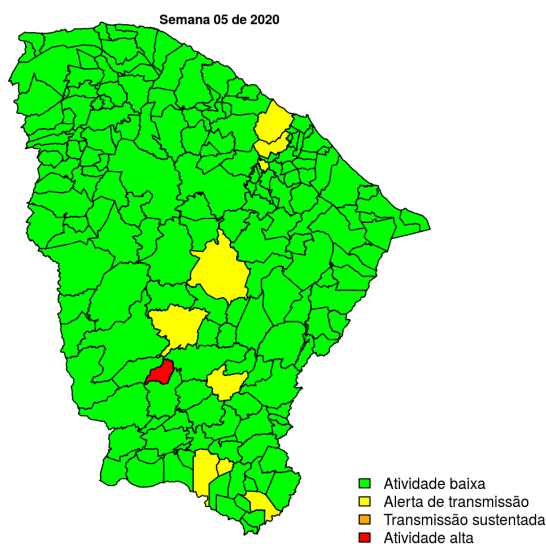 Semana 05 de 2020
Atividade baixa
Alerta de transmissão
Transmissão sustentada
Atividade alta